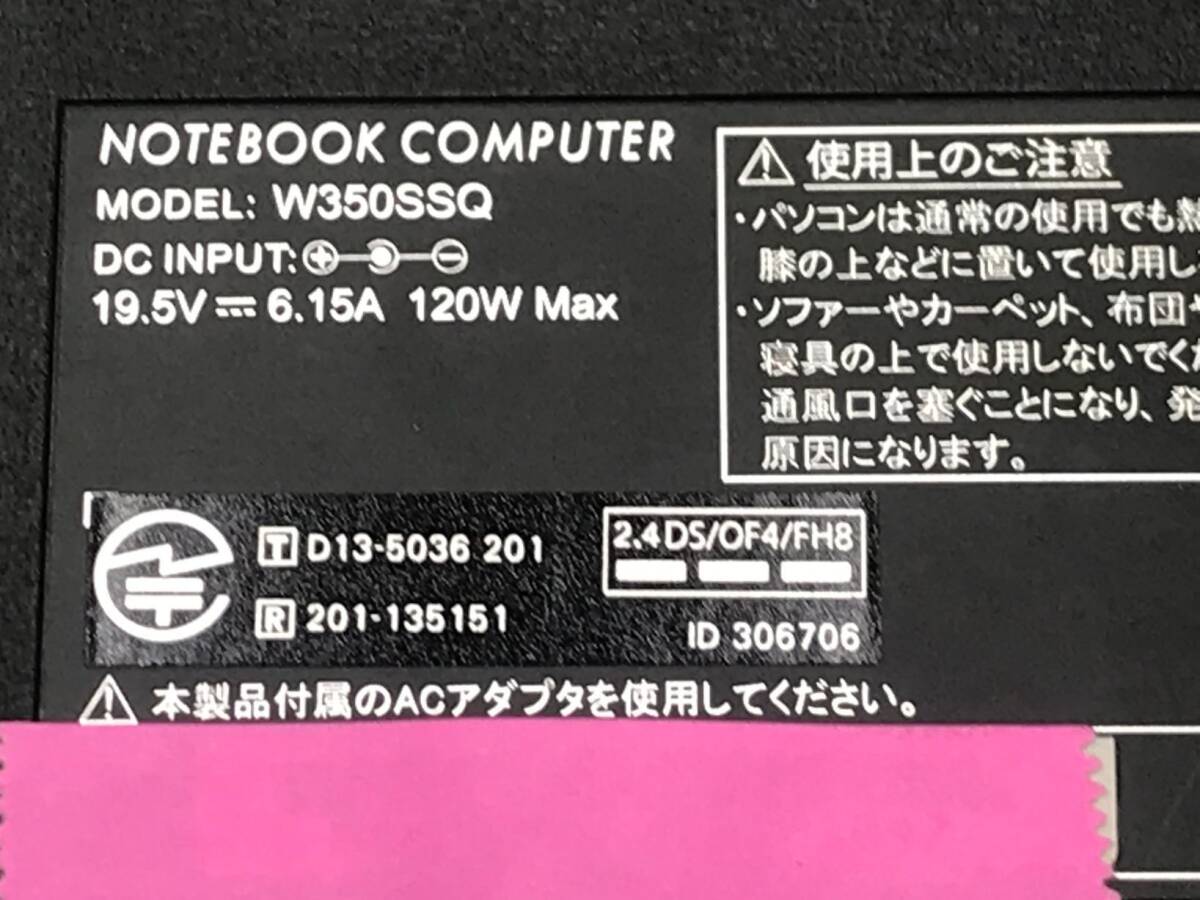 NOTEBOOK COMPUTER
MODEL: W350SSQ
DC INPUT:
19.5V⎓ 6.15A 120W Max
⚠使用上のご注意
・パソコンは通常の使用でも熱
膝の上などに置いて使用し
・ソファーやカーペット、布団や
寝具の上で使用しないでくだ
通風口を塞ぐことになり、発
原因になります。
T D13-5036 201
R 201-135151
2.4DS/OF4/FH8
ID 306706
⚠本製品付属のACアダプタを使用してください。